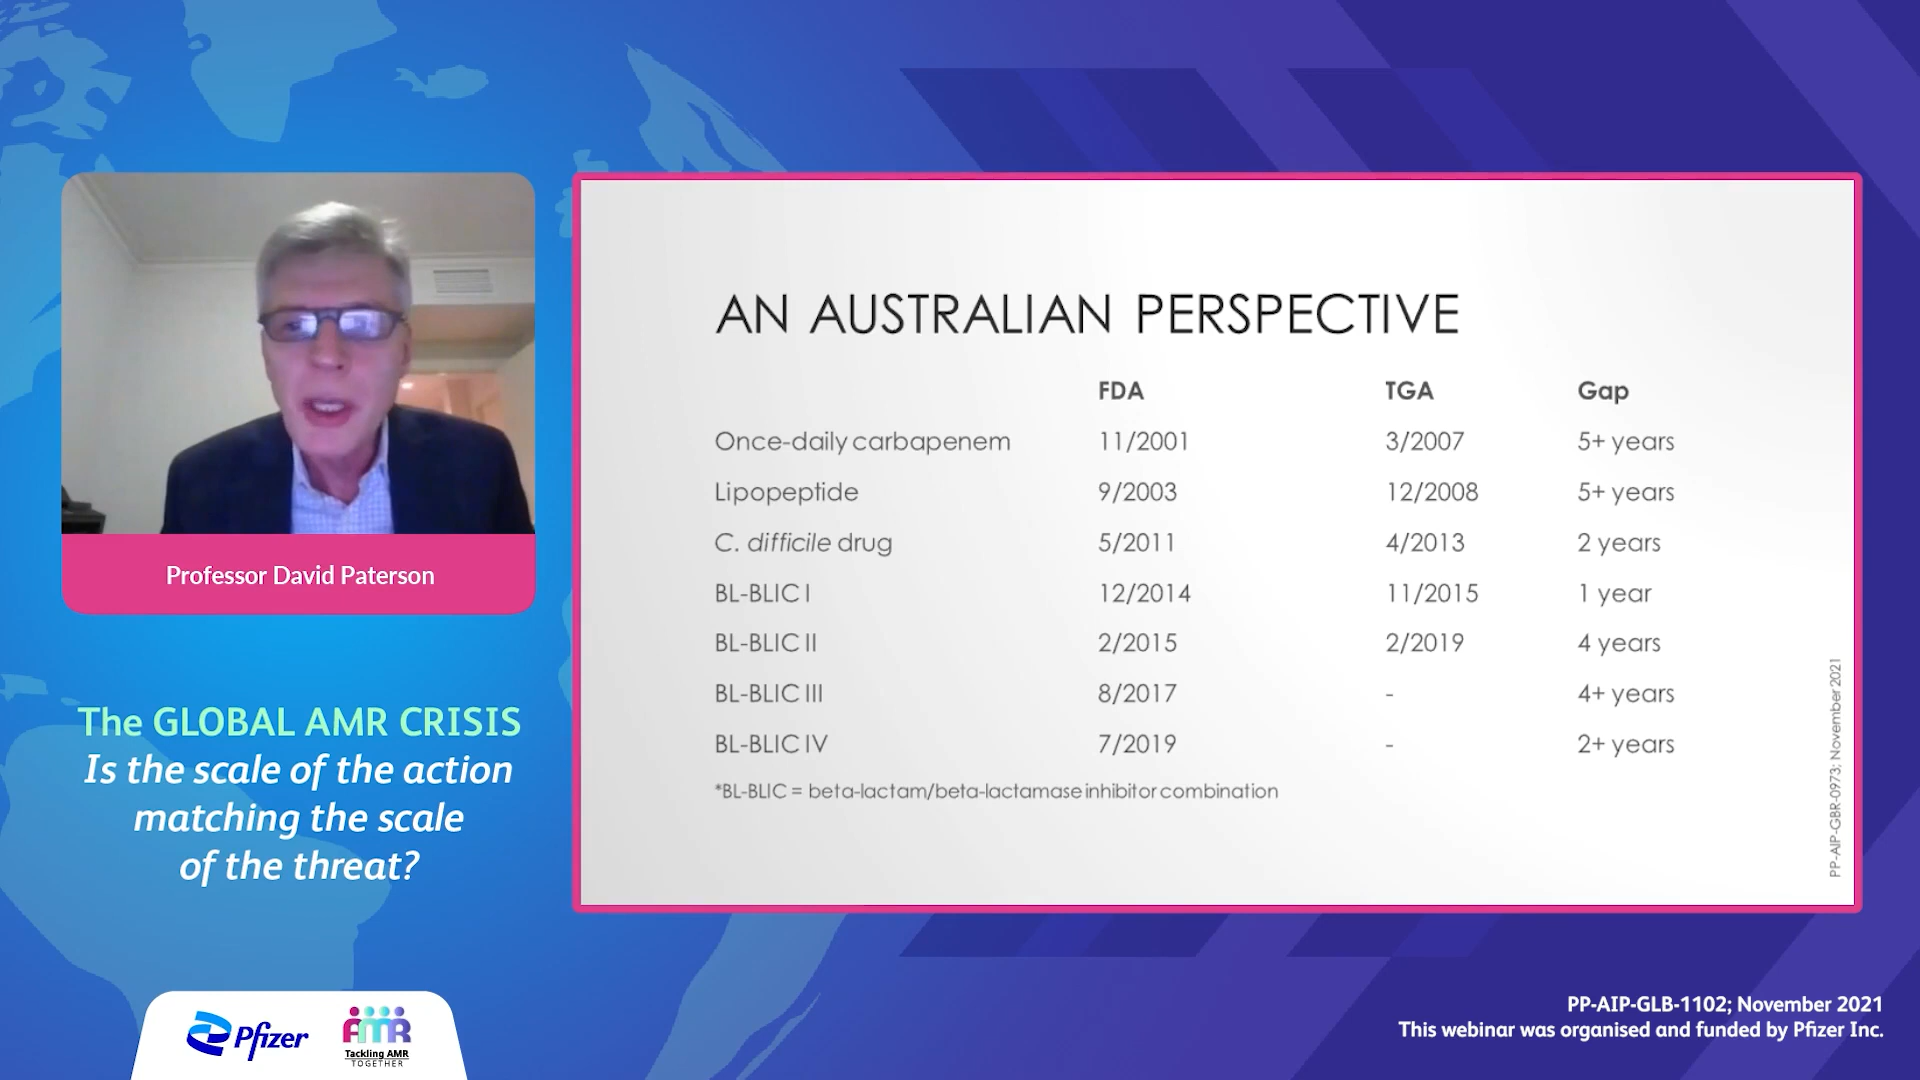 Professor David Paterson
The GLOBAL AMR CRISIS
Is the scale of the action
matching the scale
of the threat?
Pfizer
AMR
Tackling AMR
TOGETHER
AN AUSTRALIAN PERSPECTIVE
FDA TGA Gap
Once-daily carbapenem 11/2001 3/2007 5+ years
Lipopeptide 9/2003 12/2008 5+ years
C. difficile drug 5/2011 4/2013 2 years
BL-BLIC I 12/2014 11/2015 1 year
BL-BLIC II 2/2015 2/2019 4 years
BL-BLIC III 8/2017 - 4+ years
BL-BLIC IV 7/2019 - 2+ years
*BL-BLIC = beta-lactam/beta-lactamase inhibitor combination
PP-AIP-GBR-0973; November 2021
PP-AIP-GLB-1102; November 2021
This webinar was organised and funded by Pfizer Inc.